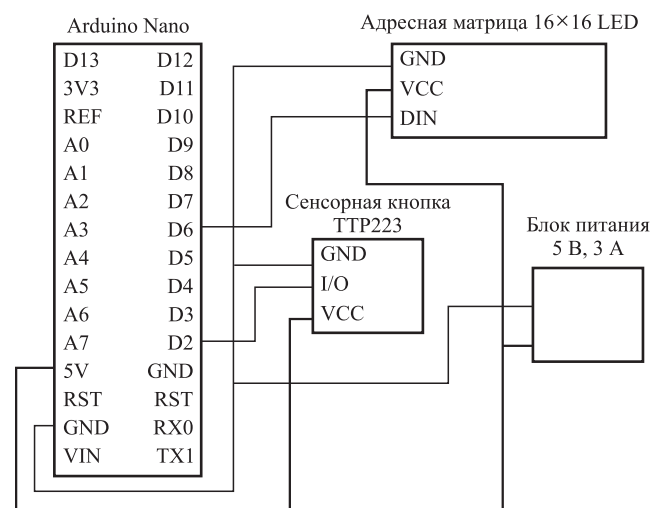 Arduino Nano
D13 D12
3V3 D11
REF D10
A0 D9
A1 D8
A2 D7
A3 D6
A4 D5
A5 D4
A6 D3
A7 D2
5V GND
RST RST
GND RX0
VIN TX1
Адресная матрица 16×16 LED
GND
VCC
DIN
Сенсорная кнопка
TTP223
GND
I/O
VCC
Блок питания
5 В, 3 А